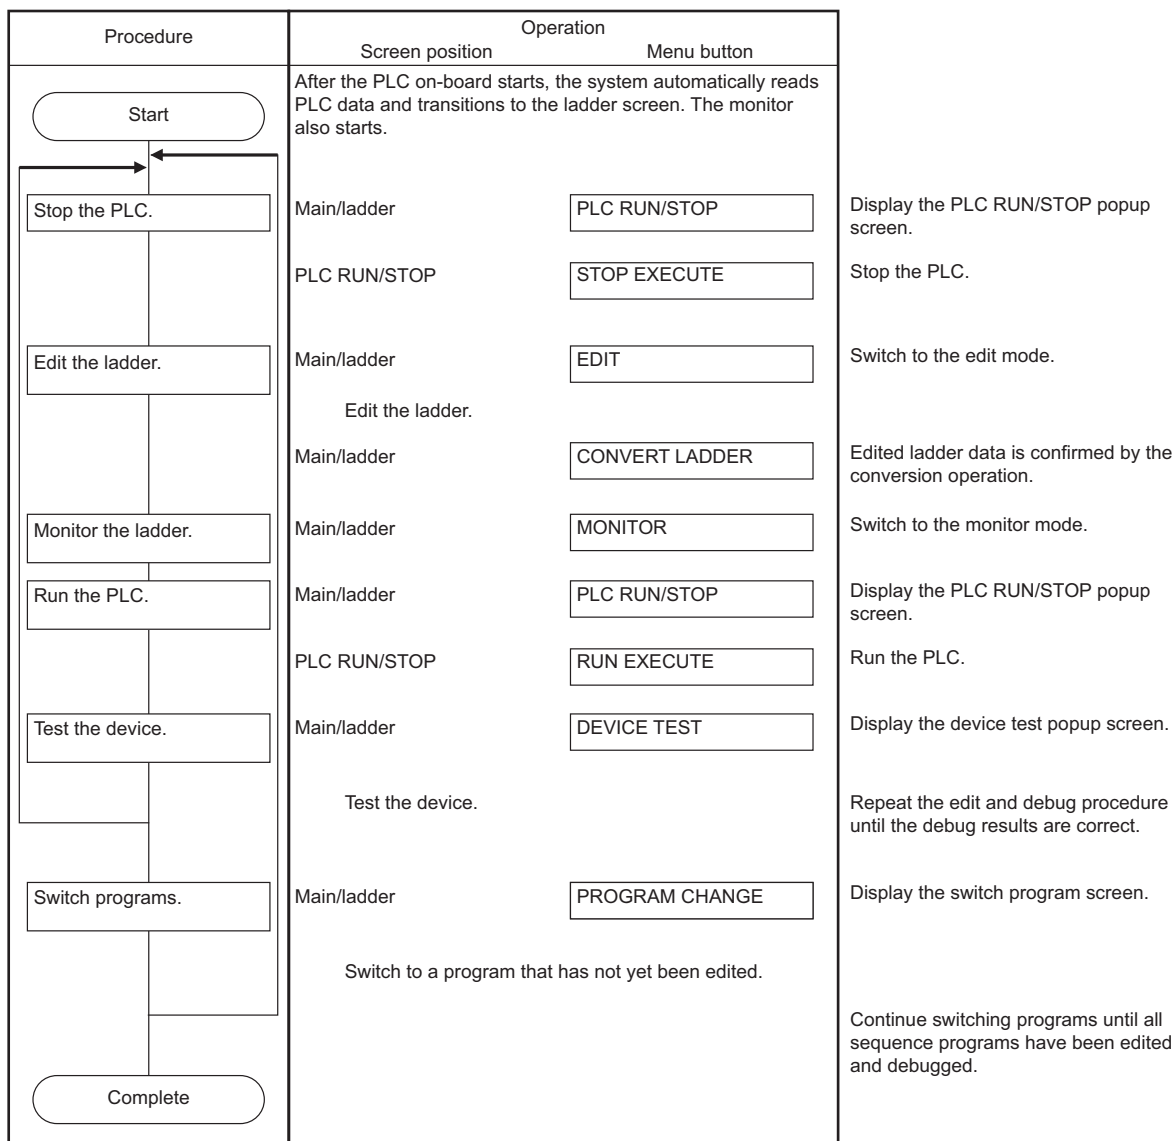 Procedure
Operation
Screen position
Menu button
After the PLC on-board starts, the system automatically reads
PLC data and transitions to the ladder screen. The monitor
also starts.
Start
Stop the PLC.
Main/ladder
PLC RUN/STOP
Display the PLC RUN/STOP popup
screen.
PLC RUN/STOP
STOP EXECUTE
Stop the PLC.
Edit the ladder.
Main/ladder
EDIT
Switch to the edit mode.
Edit the ladder.
Main/ladder
CONVERT LADDER
Edited ladder data is confirmed by the
conversion operation.
Monitor the ladder.
Main/ladder
MONITOR
Switch to the monitor mode.
Run the PLC.
Main/ladder
PLC RUN/STOP
Display the PLC RUN/STOP popup
screen.
PLC RUN/STOP
RUN EXECUTE
Run the PLC.
Test the device.
Main/ladder
DEVICE TEST
Display the device test popup screen.
Test the device.
Repeat the edit and debug procedure
until the debug results are correct.
Switch programs.
Main/ladder
PROGRAM CHANGE
Display the switch program screen.
Switch to a program that has not yet been edited.
Continue switching programs until all
sequence programs have been edited
and debugged.
Complete